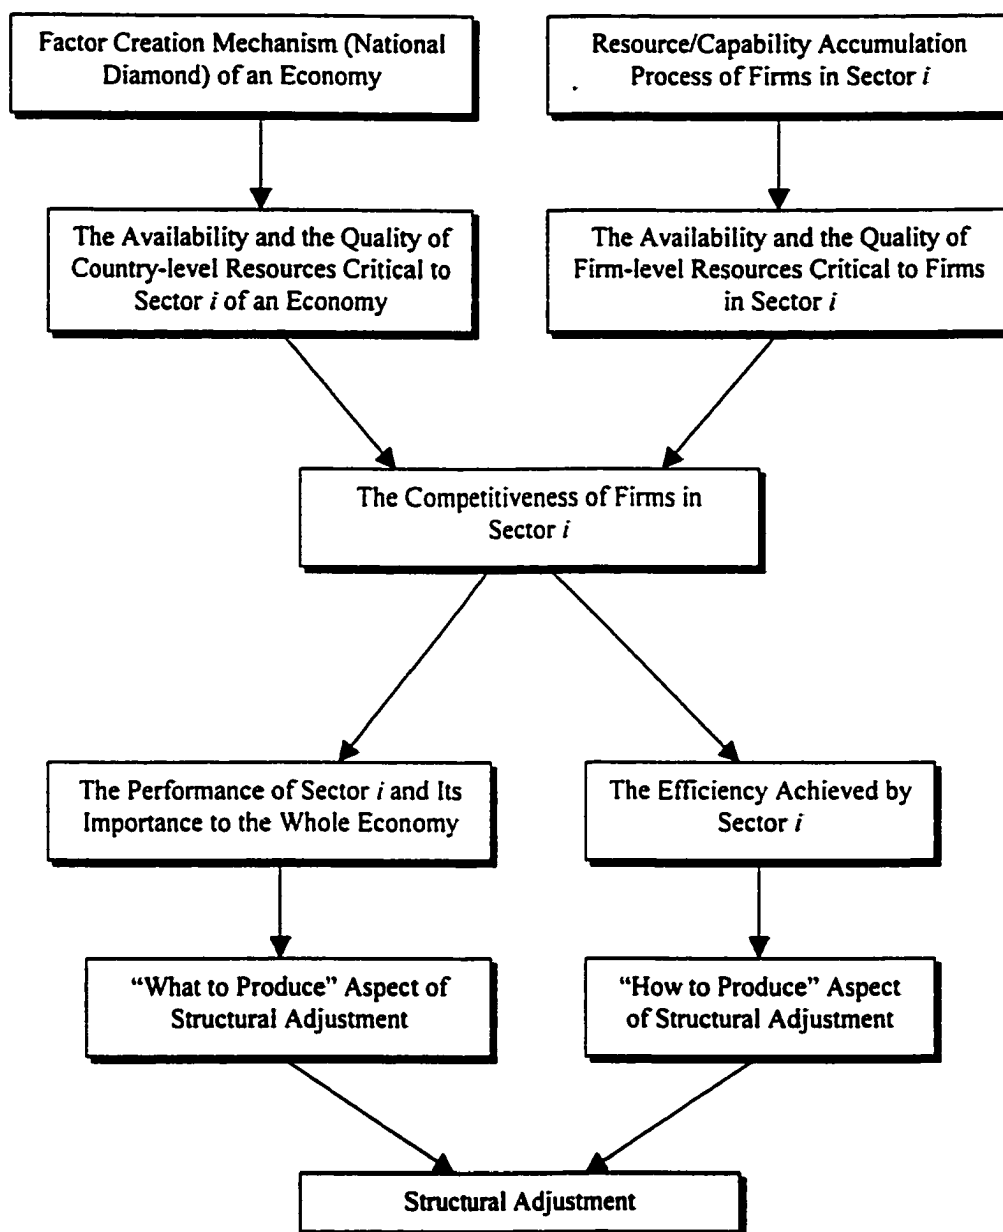 Factor Creation Mechanism (National
Diamond) of an Economy
Resource/Capability Accumulation
Process of Firms in Sector i
The Availability and the Quality of
Country-level Resources Critical to
Sector i of an Economy
The Availability and the Quality of
Firm-level Resources Critical to Firms
in Sector i
The Competitiveness of Firms in
Sector i
The Performance of Sector i and Its
Importance to the Whole Economy
The Efficiency Achieved by
Sector i
“What to Produce” Aspect of
Structural Adjustment
“How to Produce” Aspect
of Structural Adjustment
Structural Adjustment